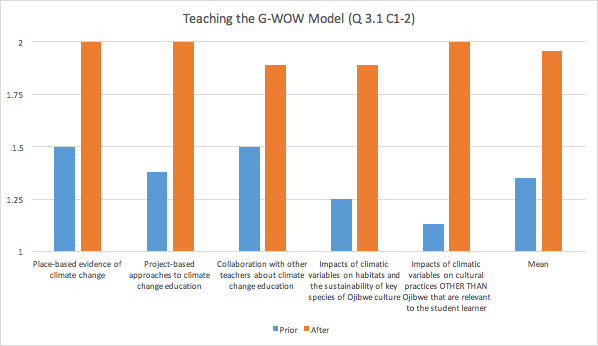 Teaching the G-WOW Model (Q 3.1 C1-2)
2
1.75
1.5
1.25
1
Place-based evidence of
climate change
Project-based
approaches to climate
change education
Collaboration with other
teachers about climate
change education
Impacts of climatic
variables on habitats and
the sustainability of key
species of Ojibwe culture
Impacts of climatic
variables on cultural
practices OTHER THAN
Ojibwe that are relevant
to the student learner
Mean
Prior
After